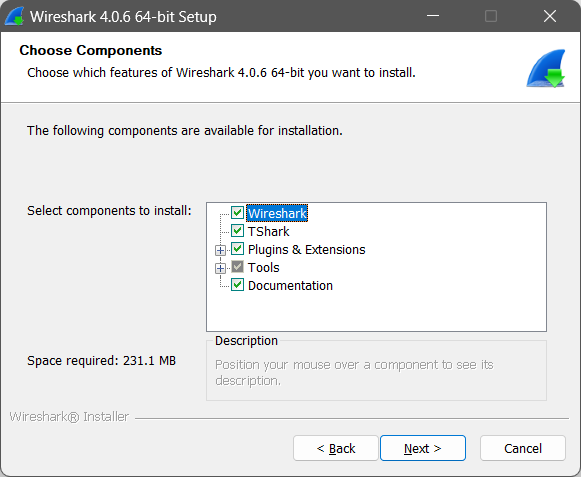 Wireshark 4.0.6 64-bit Setup
Choose Components
Choose which features of Wireshark 4.0.6 64-bit you want to install.
The following components are available for installation.
Select components to install:
Wireshark
TShark
Plugins & Extensions
Tools
Documentation
Space required: 231.1 MB
Description
Position your mouse over a component to see its
description.
Wireshark® Installer
< Back
Next >
Cancel